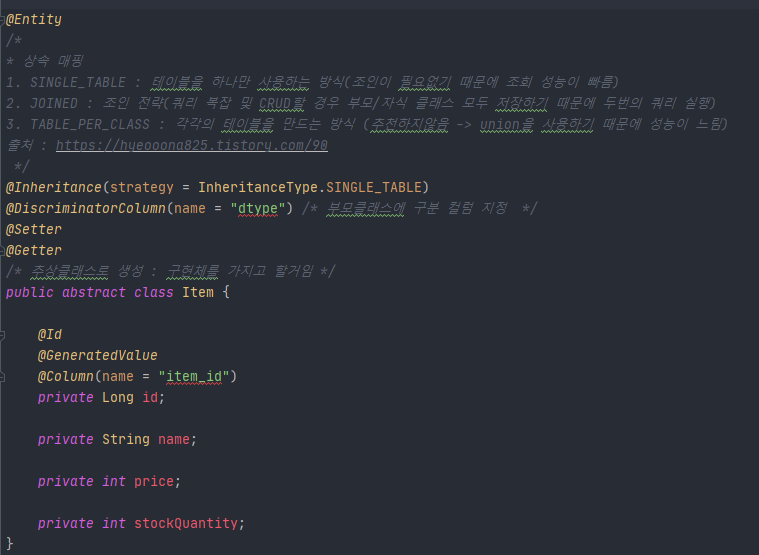 @Entity
/*
* 상속 매핑
1. SINGLE_TABLE : 테이블을 하나만 사용하는 방식(조인이 필요없기 때문에 조회 성능이 빠름)
2. JOINED : 조인 전략(쿼리 복잡 및 CRUD할 경우 부모/자식 클래스 모두 저장하기 때문에 두번의 쿼리 실행)
3. TABLE_PER_CLASS : 각각의 테이블을 만드는 방식 (추천하지않음 -> union을 사용하기 때문에 성능이 느림)
출처 : https://hyeooona825.tistory.com/90
*/
@Inheritance(strategy = InheritanceType.SINGLE_TABLE)
@DiscriminatorColumn(name = "dtype") /* 부모클래스에 구분 컬럼 지정  */
@Setter
@Getter
/* 추상클래스로 생성 : 구현체를 가지고 할거임 */
public abstract class Item {
@Id
@GeneratedValue
@Column(name = "item_id")
private Long id;
private String name;
private int price;
private int stockQuantity;
}